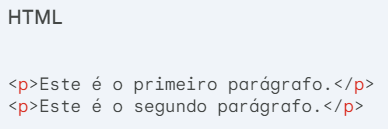 HTML
<p>Este é o primeiro parágrafo.</p>
<p>Este é o segundo parágrafo.</p>